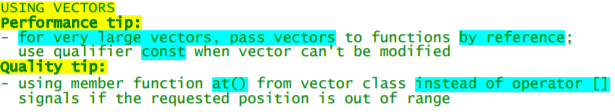 USING VECTORS
Performance tip:
- for very large vectors, pass vectors to functions by reference;
use qualifier const when vector can't be modified
Quality tip:
- using member function at() from vector class instead of operator []
signals if the requested position is out of range